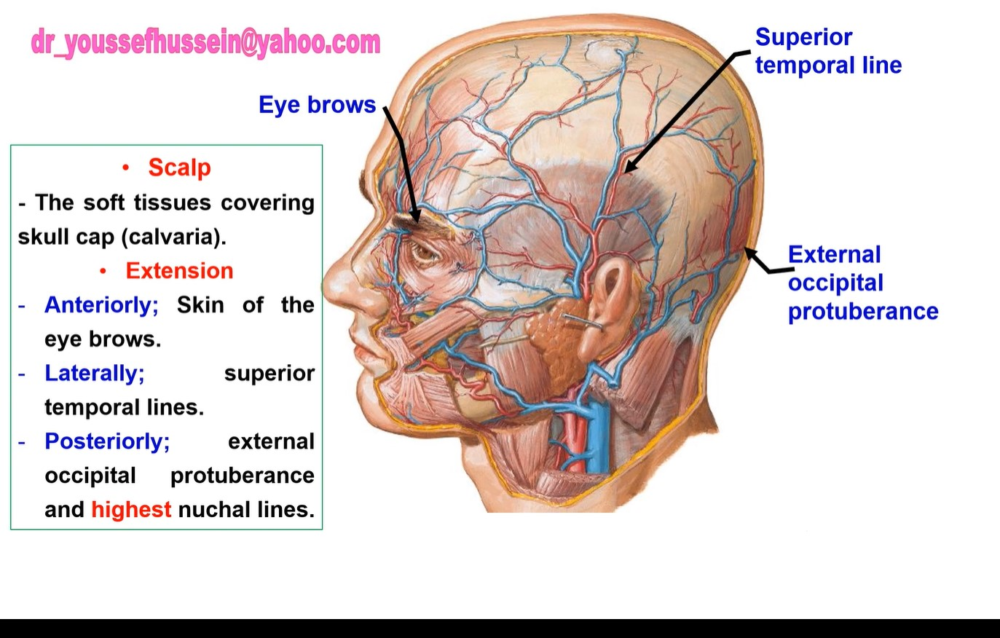 dr_youssefhussein@yahoo.com
Superior
temporal line
Eye brows
• Scalp
- The soft tissues covering
skull cap (calvaria).
• Extension
- Anteriorly; Skin of the
eye brows.
- Laterally; superior
temporal lines.
- Posteriorly; external
occipital protuberance
and highest nuchal lines.
External
occipital
protuberance